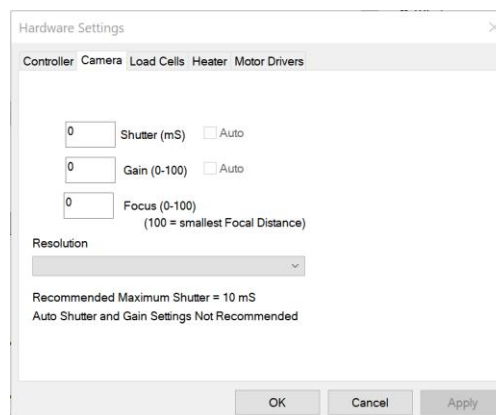 Hardware Settings
Controller Camera Load Cells Heater Motor Drivers
0 Shutter (mS) Auto
0 Gain (0-100) Auto
0 Focus (0-100)
(100 = smallest Focal Distance)
Resolution
Recommended Maximum Shutter = 10 mS
Auto Shutter and Gain Settings Not Recommended
OK Cancel Apply